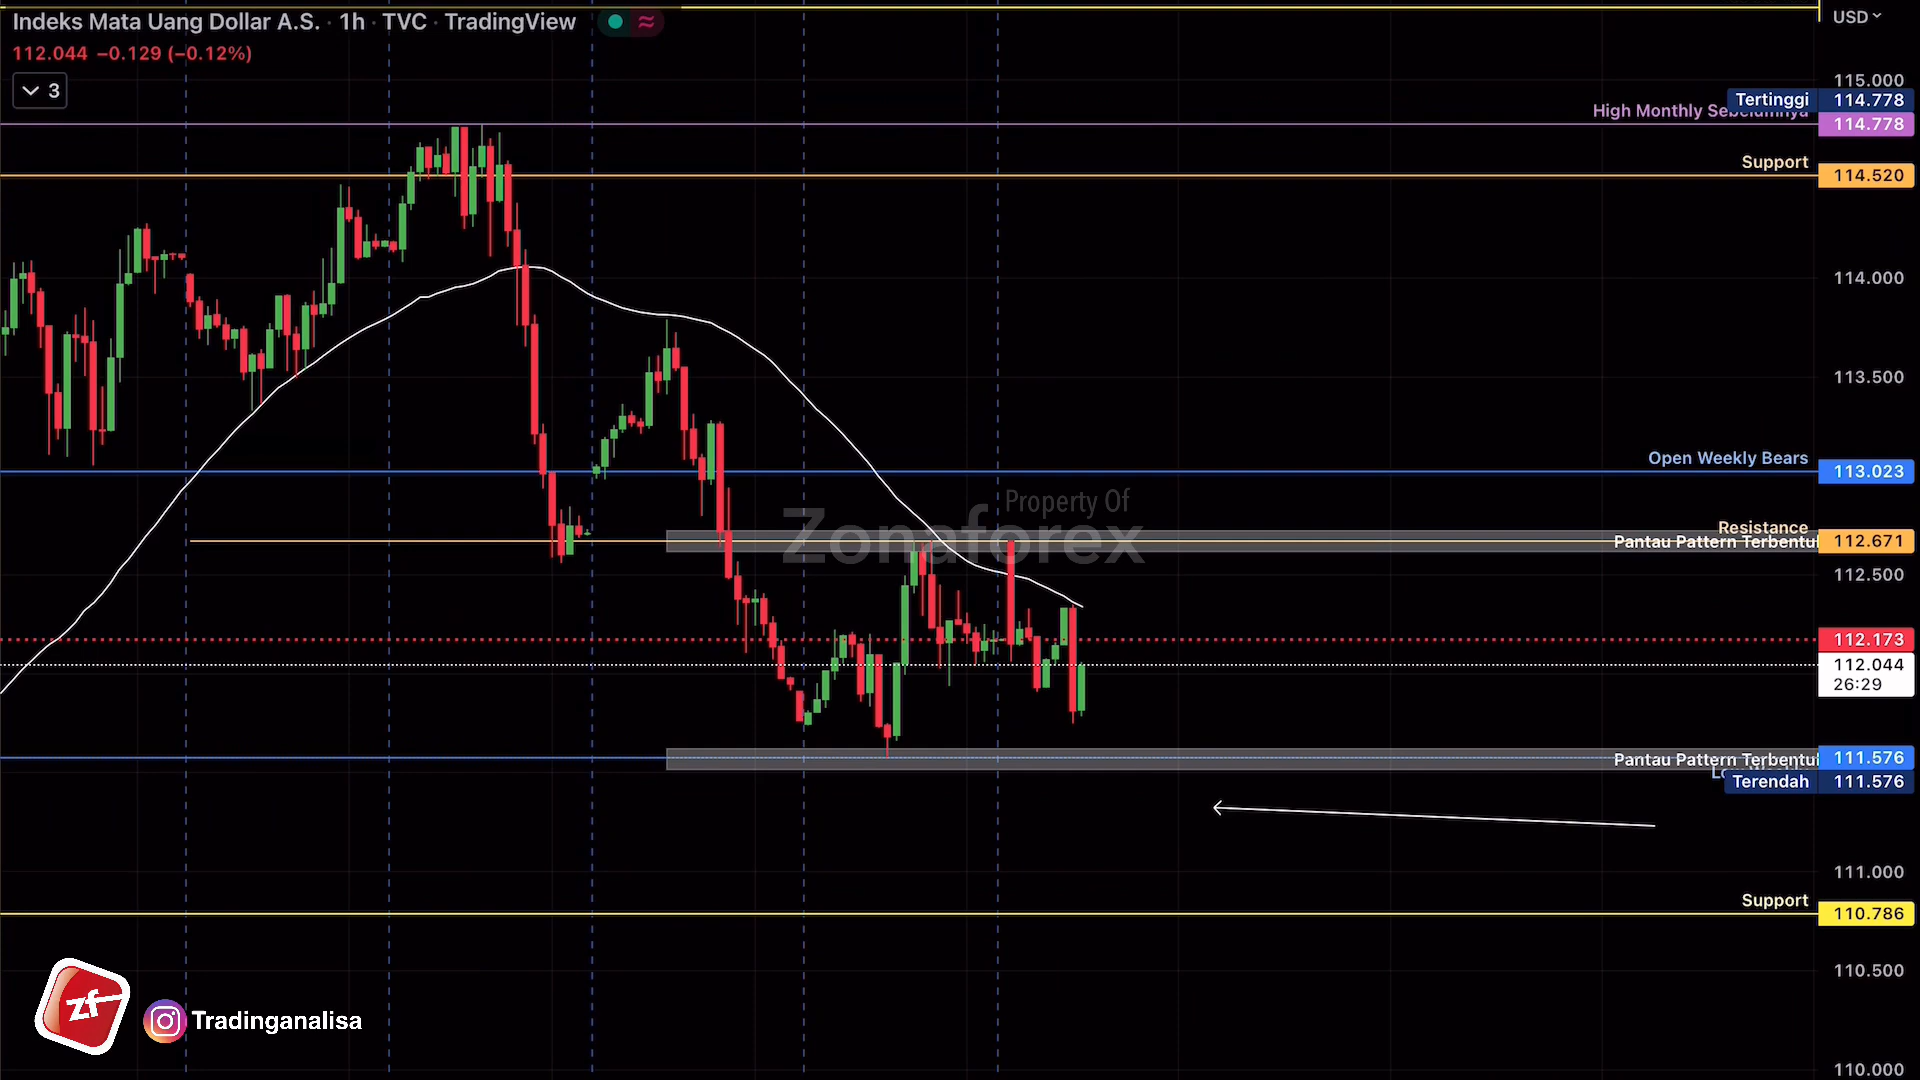 Indeks Mata Uang Dollar A.S. · 1h · TVC · TradingView
USD
112.044 −0.129 (−0.12%)
3
115.000
Tertinggi 114.778
High Monthly Sebelumnya 114.778
Support 114.520
114.000
113.500
Open Weekly Bears 113.023
Property Of
Zonaforex
Resistance
Pantau Pattern Terbentu 112.671
112.500
112.173
112.044
26:29
Pantau Pattern Terbentu 111.576
Terendah 111.576
111.000
Support 110.786
110.500
110.000
zf
Tradinganalisa